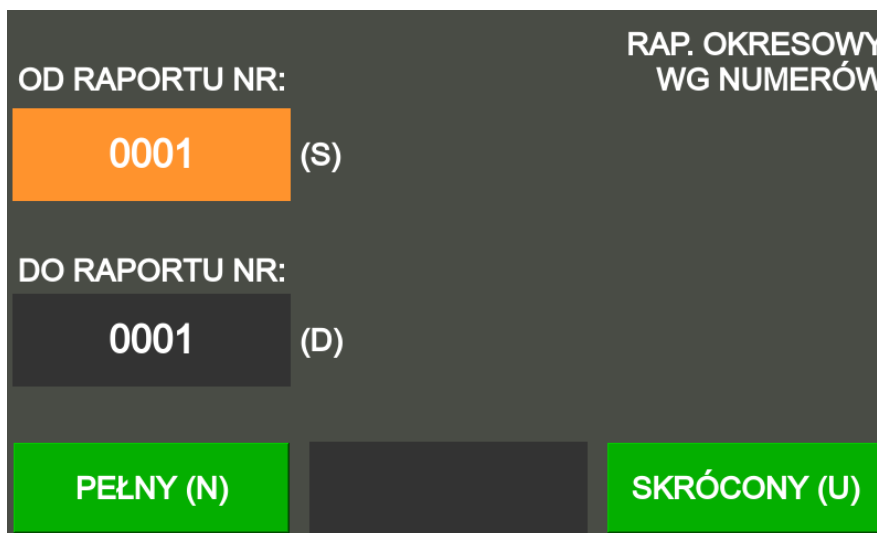 RAP. OKRESOWY
WG NUMERÓW
OD RAPORTU NR:
0001 (S)
DO RAPORTU NR:
0001 (D)
PEŁNY (N)
SKRÓCONY (U)